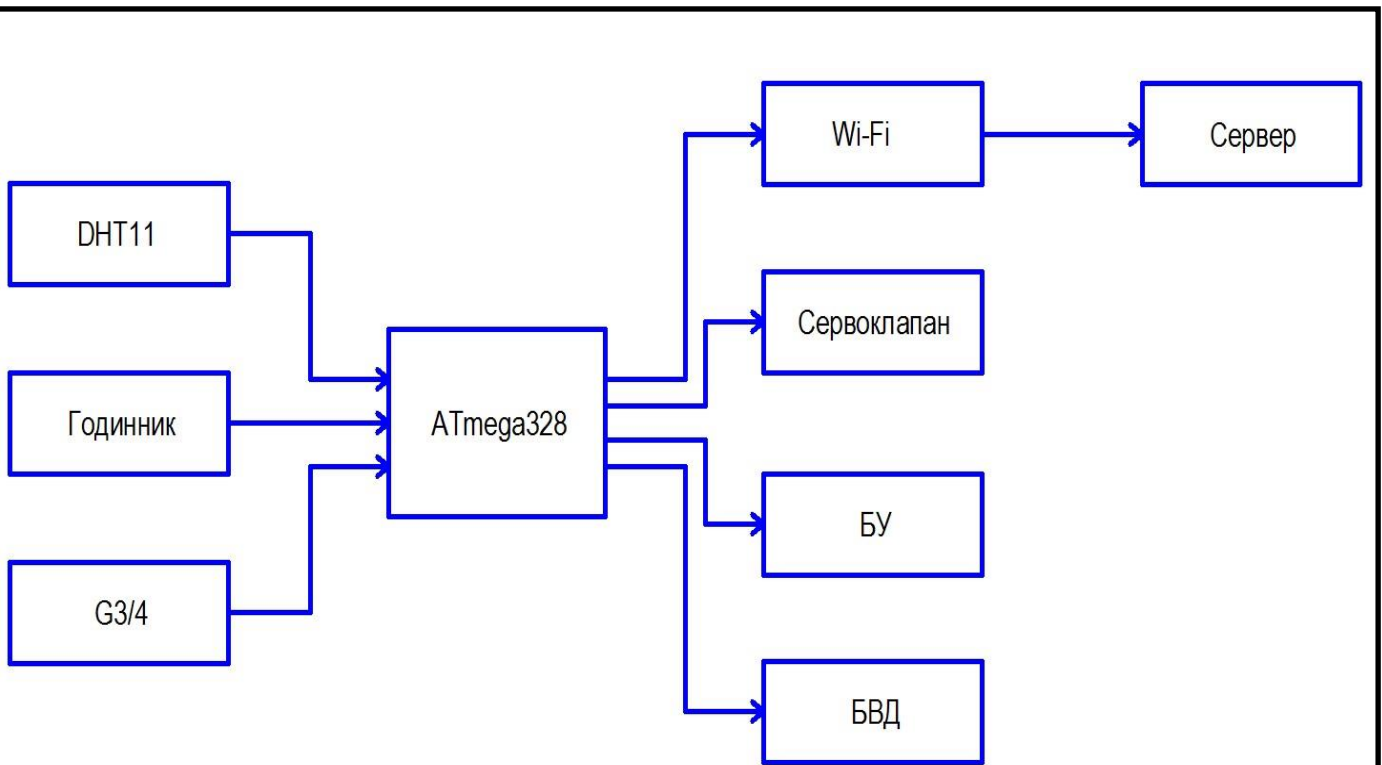 Wi-Fi
Сервер
DHT11
Сервоклапан
Годинник
ATmega328
БУ
G3/4
БВД